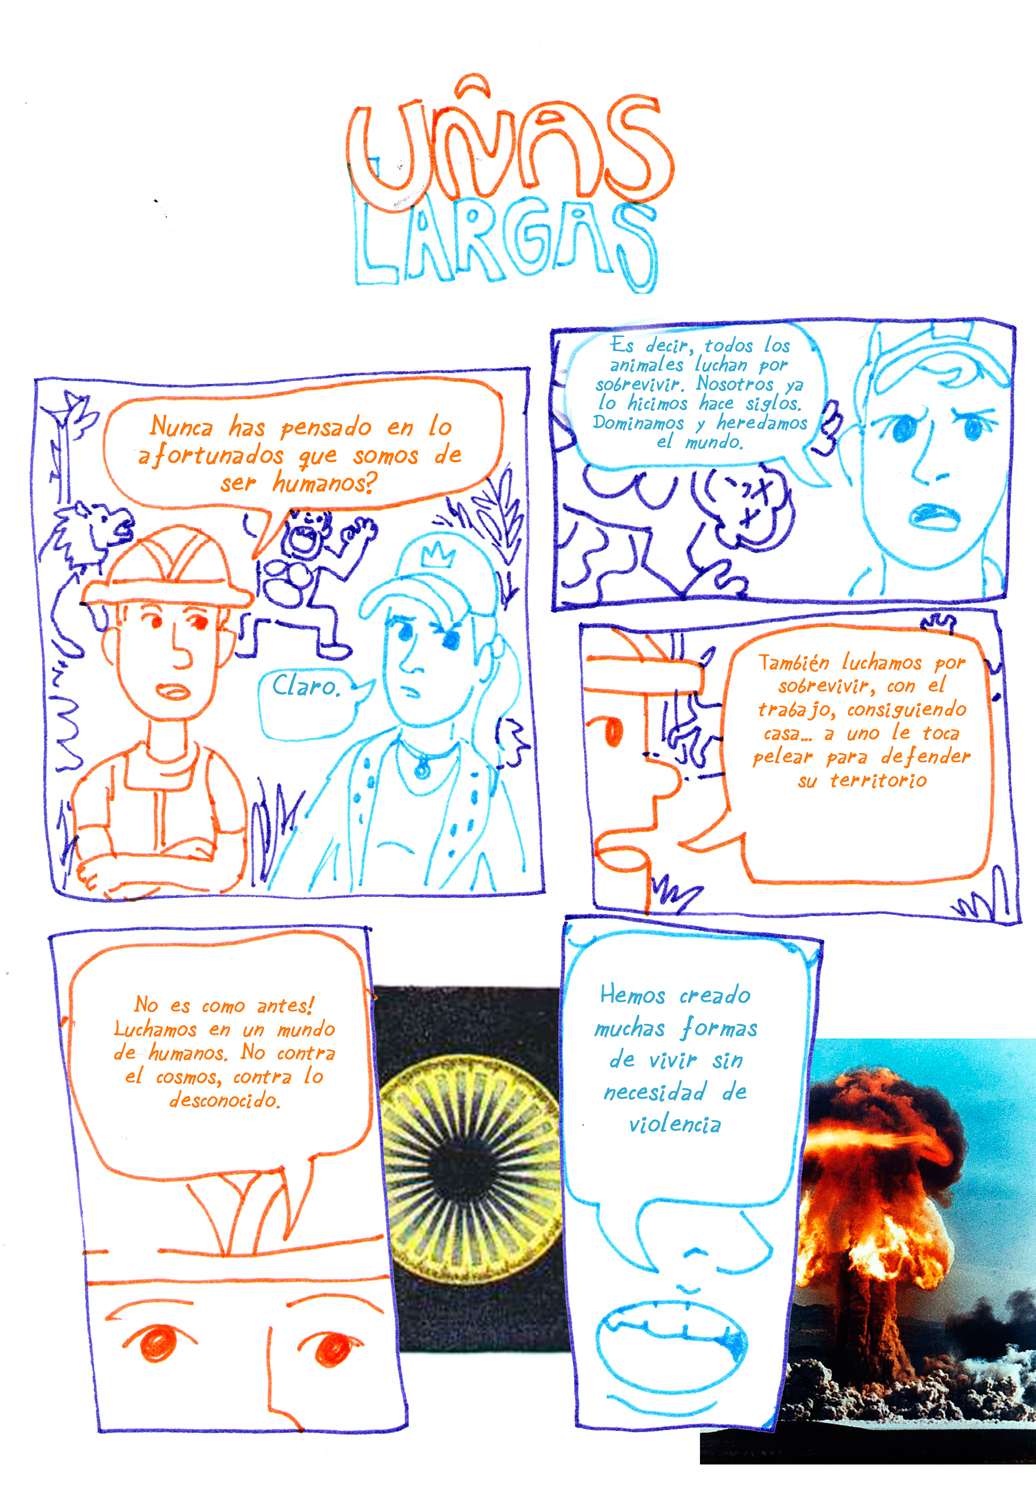 UÑAS
LARGAS
Nunca has pensado en lo
afortunados que somos de
ser humanos?
Claro.
Es decir, todos los
animales luchan por
sobrevivir. Nosotros ya
lo hicimos hace siglos.
Dominamos y heredamos
el mundo.
También luchamos por
sobrevivir, con el
trabajo, consiguiendo
casa... a uno le toca
pelear para defender
su territorio
No es como antes!
Luchamos en un mundo
de humanos. No contra
el cosmos, contra lo
desconocido.
Hemos creado
muchas formas
de vivir sin
necesidad de
violencia